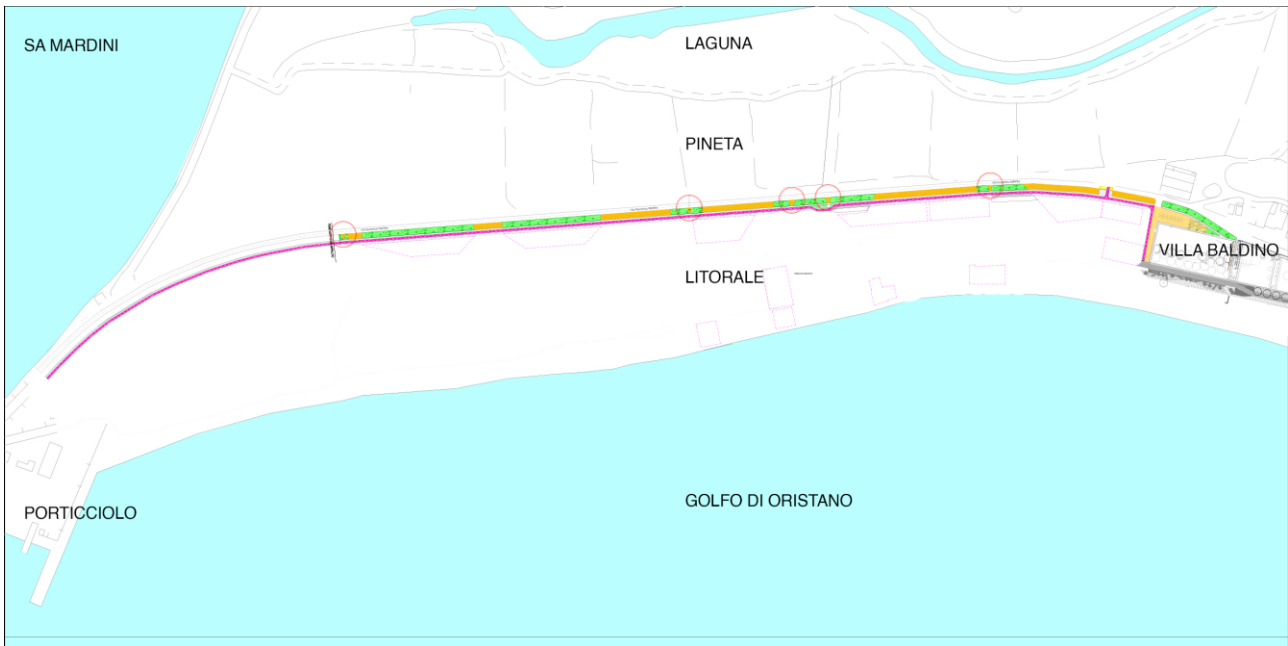 SA MARDINI
LAGUNA
PINETA
LITORALE
VILLA BALDINO
GOLFO DI ORISTANO
PORTICCIOLO